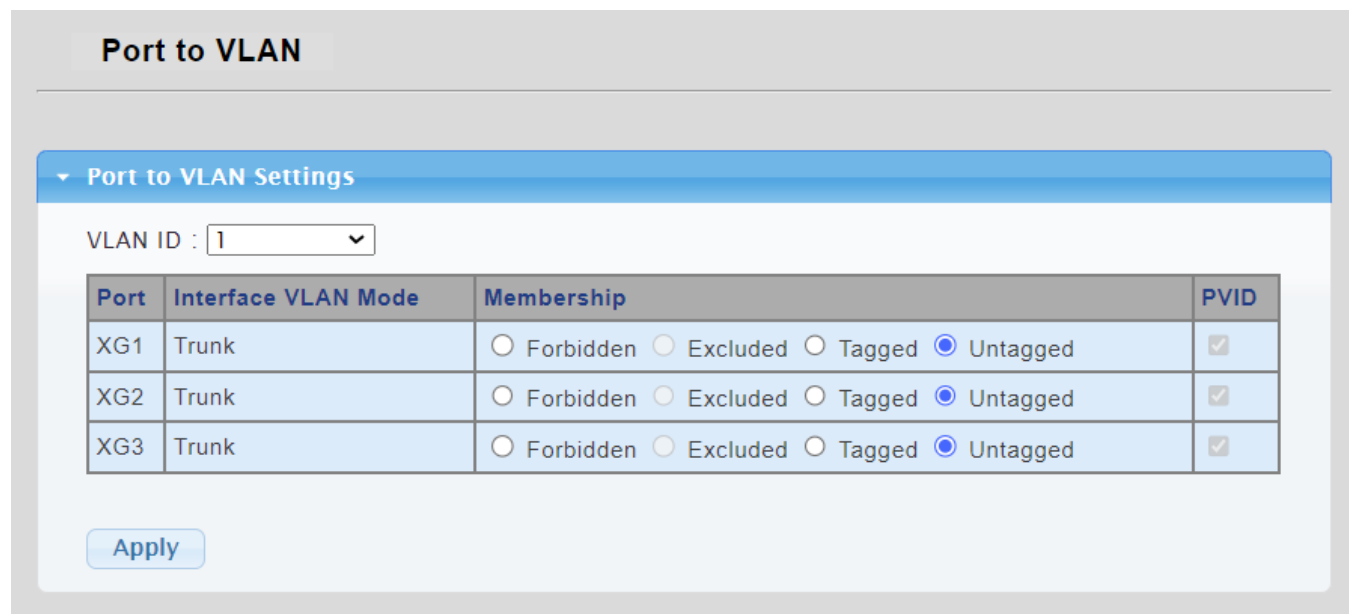 Port to VLAN
Port to VLAN Settings
VLAN ID : 1
Port Interface VLAN Mode Membership PVID
XG1 Trunk Forbidden Excluded Tagged Untagged
XG2 Trunk Forbidden Excluded Tagged Untagged
XG3 Trunk Forbidden Excluded Tagged Untagged
Apply